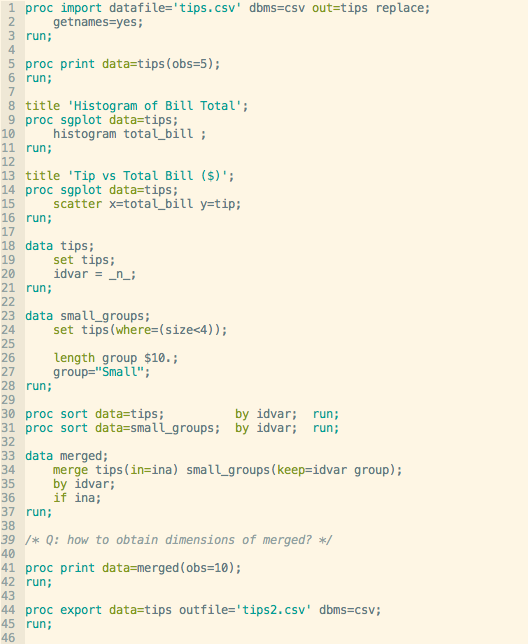 1 proc import datafile='tips.csv' dbms=csv out=tips replace;
2     getnames=yes;
3 run;
4
5 proc print data=tips(obs=5);
6 run;
7
8 title 'Histogram of Bill Total';
9 proc sgplot data=tips;
10     histogram total_bill ;
11 run;
12
13 title 'Tip vs Total Bill ($)';
14 proc sgplot data=tips;
15     scatter x=total_bill y=tip;
16 run;
17
18 data tips;
19     set tips;
20     idvar = _n_;
21 run;
22
23 data small_groups;
24     set tips(where=(size<4));
25
26     length group $10.;
27     group="Small";
28 run;
29
30 proc sort data=tips;          by idvar;  run;
31 proc sort data=small_groups;  by idvar;  run;
32
33 data merged;
34     merge tips(in=ina) small_groups(keep=idvar group);
35     by idvar;
36     if ina;
37 run;
38
39 /* Q: how to obtain dimensions of merged? */
40
41 proc print data=merged(obs=10);
42 run;
43
44 proc export data=tips outfile='tips2.csv' dbms=csv;
45 run;
46